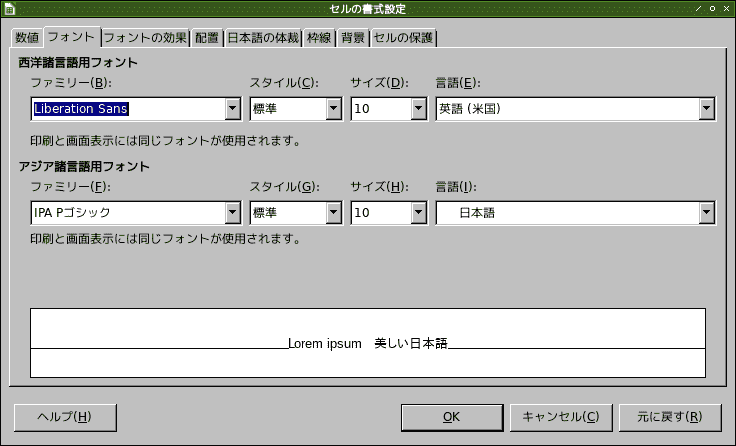 セルの書式設定
数値 フォント フォントの効果 配置 日本語の体裁 枠線 背景 セルの保護
西洋諸言語用フォント
ファミリー(B): スタイル(C): サイズ(D): 言語(E):
Liberation Sans 標準 10 英語 (米国)
印刷と画面表示には同じフォントが使用されます。
アジア諸言語用フォント
ファミリー(F): スタイル(G): サイズ(H): 言語(I):
IPA Pゴシック 標準 10 日本語
印刷と画面表示には同じフォントが使用されます。
Lorem ipsum 美しい日本語
ヘルプ(H) OK キャンセル(C) 元に戻す(R)